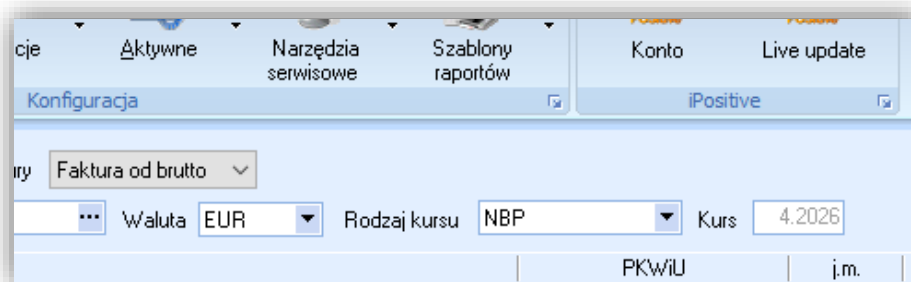 cje Aktywne Narzędzia serwisowe Szablony raportów Konto Live update
Konfiguracja iPositive
ury Faktura od brutto
... Waluta EUR Rodzaj kursu NBP Kurs 4.2026
PKWiU j.m.